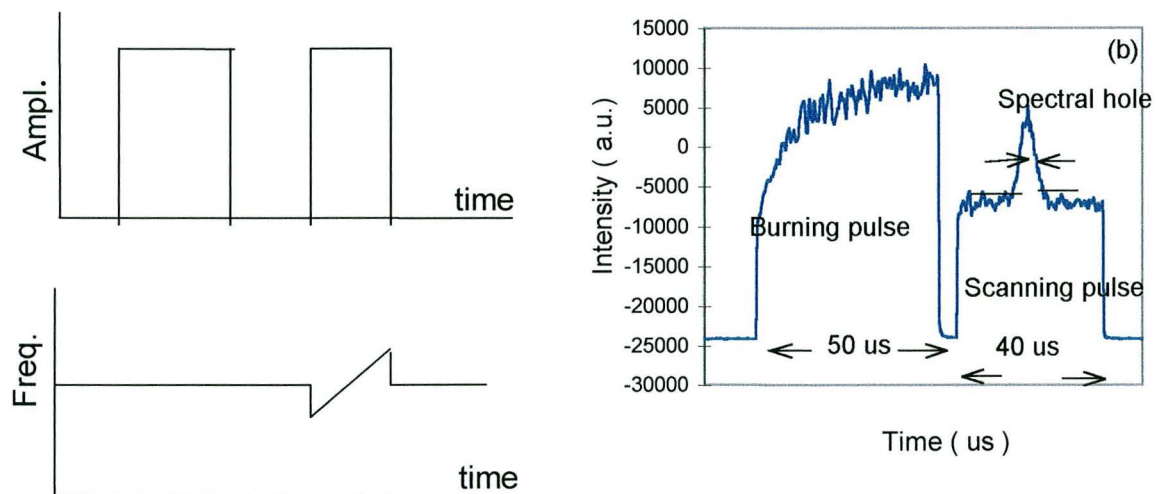 Ampl.
time
Freq.
time
(b)
Intensity ( a.u.)
15000
10000
5000
0
-5000
-10000
-15000
-20000
-25000
-30000
Spectral hole
Burning pulse
Scanning pulse
50 us
40 us
Time ( us )